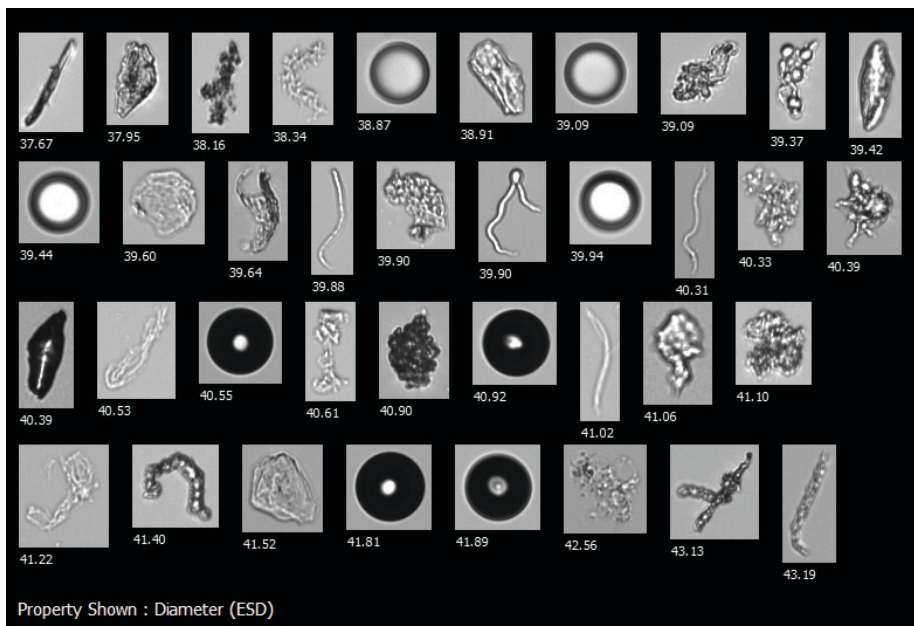 37.67 37.95 38.16 38.34 38.87 38.91 39.09 39.09 39.37 39.42
39.44 39.60 39.64 39.88 39.90 39.90 39.94 40.31 40.33 40.39
40.39 40.53 40.55 40.61 40.90 40.92 41.02 41.06 41.10
41.22 41.40 41.52 41.81 41.89 42.56 43.13 43.19
Property Shown : Diameter (ESD)